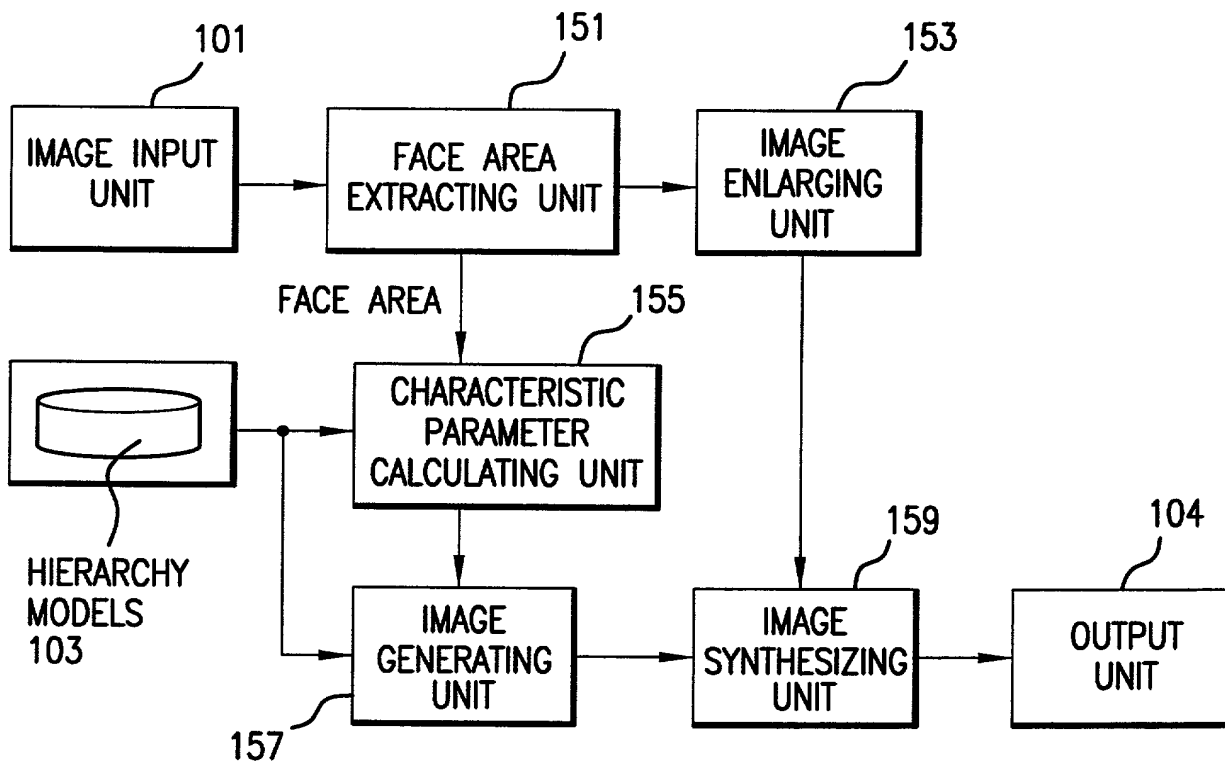 101
151
153
IMAGE INPUT
UNIT
FACE AREA
EXTRACTING UNIT
IMAGE
ENLARGING
UNIT
FACE AREA
155
CHARACTERISTIC
PARAMETER
CALCULATING UNIT
HIERARCHY
MODELS
103
159
104
IMAGE
GENERATING
UNIT
IMAGE
SYNTHESIZING
UNIT
OUTPUT
UNIT
157